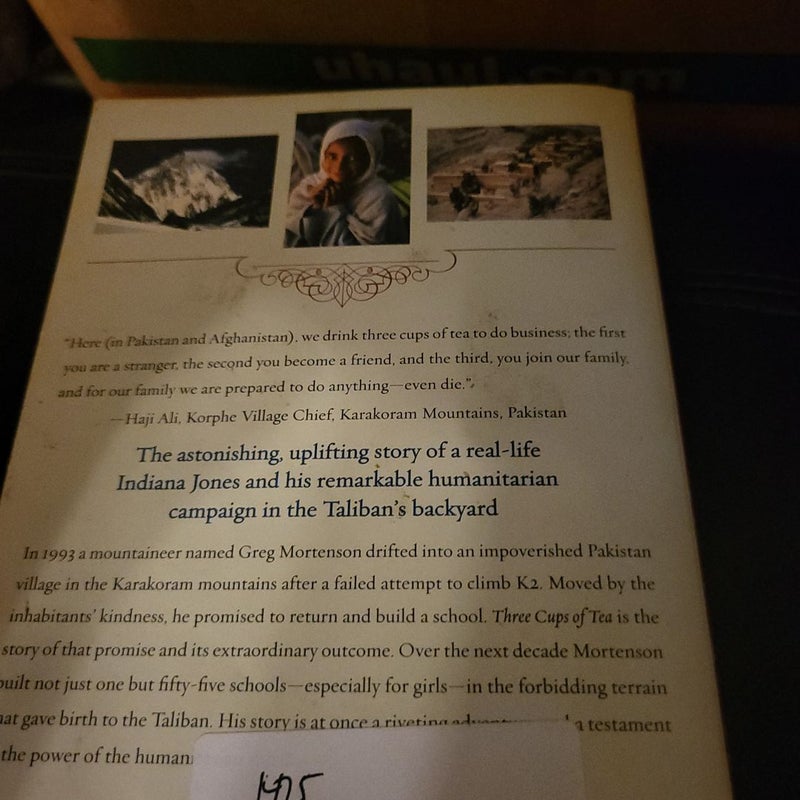 uhaul.com
"Here (in Pakistan and Afghanistan), we drink three cups of tea to do business; the first
you are a stranger, the second you become a friend, and the third, you join our family,
and for our family we are prepared to do anything—even die."
—Haji Ali, Korphe Village Chief, Karakoram Mountains, Pakistan
The astonishing, uplifting story of a real-life
Indiana Jones and his remarkable humanitarian
campaign in the Taliban's backyard
In 1993 a mountaineer named Greg Mortenson drifted into an impoverished Pakistan
village in the Karakoram mountains after a failed attempt to climb K2. Moved by the
inhabitants' kindness, he promised to return and build a school. Three Cups of Tea is the
story of that promise and its extraordinary outcome. Over the next decade Mortenson
uilt not just one but fifty-five schools—especially for girls—in the forbidding terrain
at gave birth to the Taliban. His story is at once a riveting a testament
the power of the human